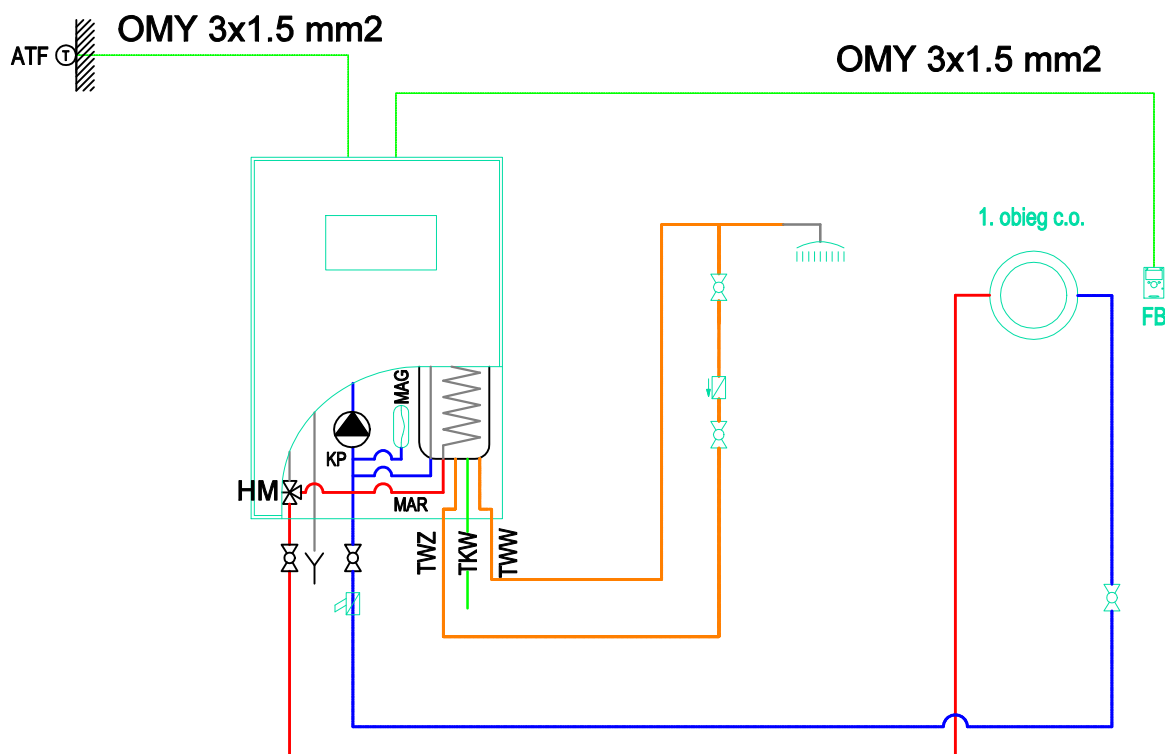 OMY 3x1.5 mm2
ATF T
OMY 3x1.5 mm2
1. obieg c.o.
FB
MAG
KP
HM
MAR
TWZ
TKW
TWW